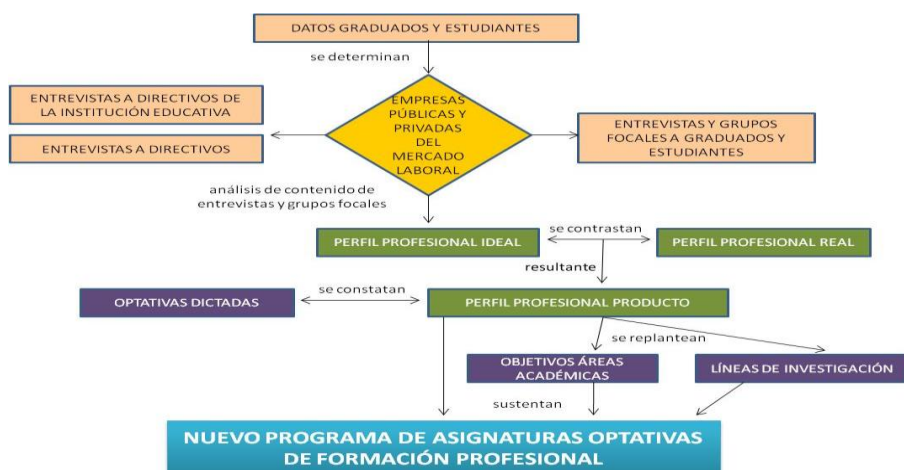 DATOS GRADUADOS Y ESTUDIANTES
se determinan
ENTREVISTAS A DIRECTIVOS DE
LA INSTITUCIÓN EDUCATIVA
ENTREVISTAS A DIRECTIVOS
EMPRESAS
PÚBLICAS Y
PRIVADAS
DEL
MERCADO
LABORAL
ENTREVISTAS Y GRUPOS
FOCALES A GRADUADOS Y
ESTUDIANTES
análisis de contenido de
entrevistas y grupos focales
PERFIL PROFESIONAL IDEAL
se contrastan
PERFIL PROFESIONAL REAL
resultante
OPTATIVAS DICTADAS
se constatan
PERFIL PROFESIONAL PRODUCTO
se replantean
OBJETIVOS ÁREAS
ACADÉMICAS
LÍNEAS DE INVESTIGACIÓN
sustentan
NUEVO PROGRAMA DE ASIGNATURAS OPTATIVAS
DE FORMACIÓN PROFESIONAL